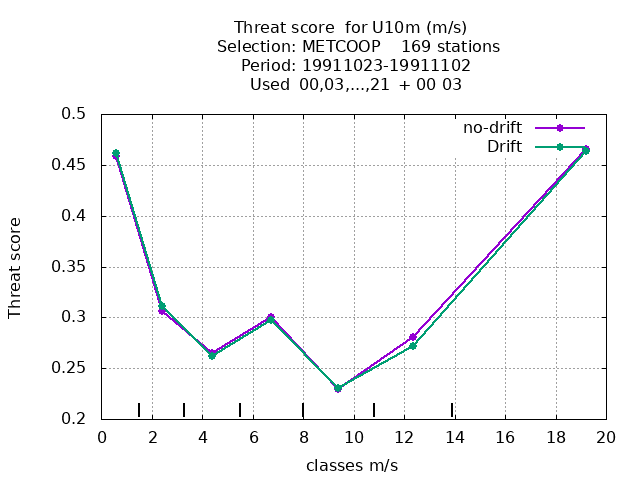 Threat score  for U10m (m/s)
Selection: METCOOP    169 stations
Period: 19911023-19911102
Used  00,03,...,21  + 00 03
no-drift
Drift
Threat score
0.5
0.45
0.4
0.35
0.3
0.25
0.2
0 2 4 6 8 10 12 14 16 18 20
classes m/s